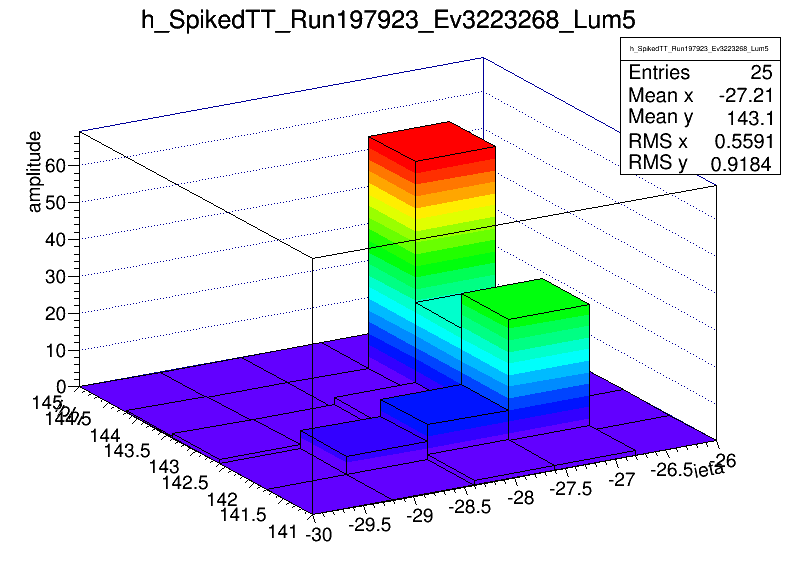 h_SpikedTT_Run197923_Ev3223268_Lum5
h_SpikedTT_Run197923_Ev3223268_Lum5
Entries 25
Mean x -27.21
Mean y 143.1
RMS x 0.5591
RMS y 0.9184
amplitude
60
50
40
30
20
10
0
145
144.5
144
143.5
143
142.5
142
141.5
141
-30
-29.5
-29
-28.5
-28
-27.5
-27
-26.5
-26
ieta